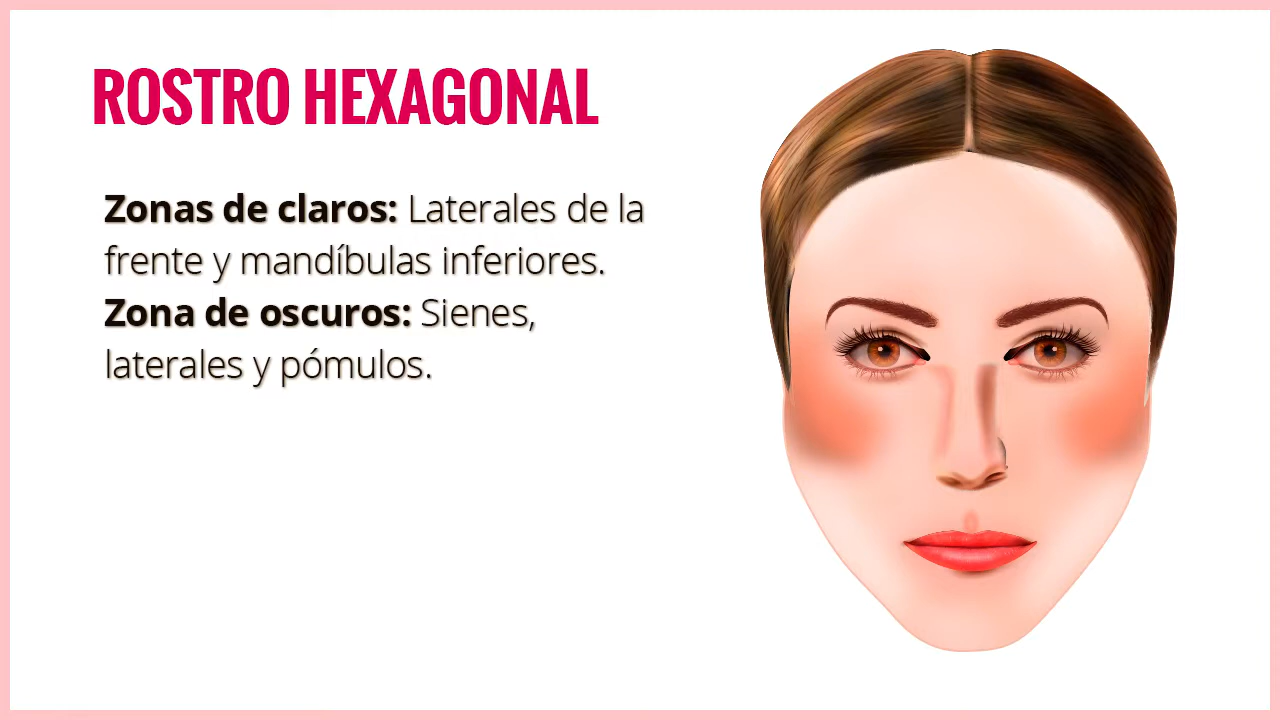 ROSTRO HEXAGONAL
Zonas de claros: Laterales de la
frente y mandíbulas inferiores.
Zona de oscuros: Sienes,
laterales y pómulos.